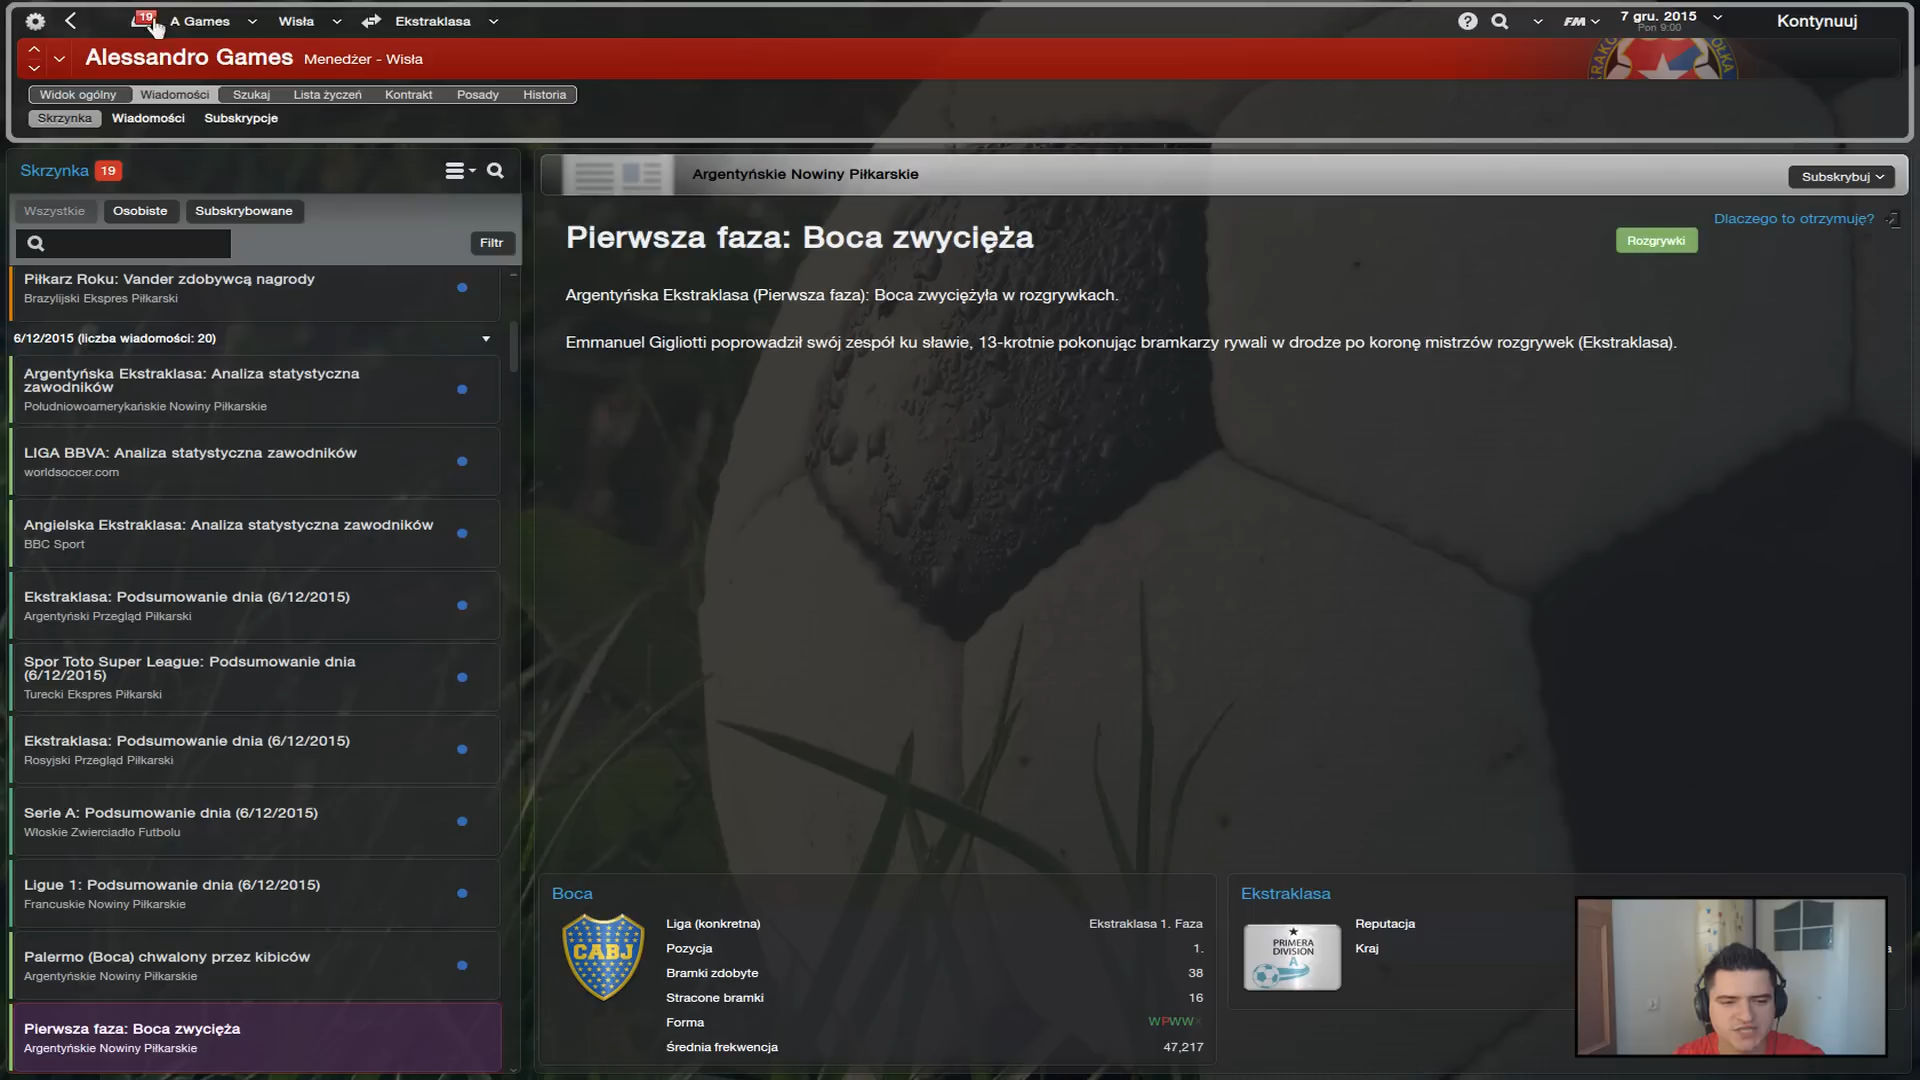 19 A Games Wisła Ekstraklasa ? FM 7 gru. 2015 Kontynuuj
Pon 9:00
Alessandro Games Menedżer - Wisła
Widok ogólny Wiadomości Szukaj Lista życzeń Kontrakt Posady Historia
Skrzynka Wiadomości Subskrypcje
Skrzynka 19
Wszystkie Osobiste Subskrybowane
Filtr
Piłkarz Roku: Vander zdobywcą nagrody
Brazylijski Ekspres Piłkarski
6/12/2015 (liczba wiadomości: 20)
Argentyńska Ekstraklasa: Analiza statystyczna
zawodników
Południowoamerykańskie Nowiny Piłkarskie
LIGA BBVA: Analiza statystyczna zawodników
worldsoccer.com
Angielska Ekstraklasa: Analiza statystyczna zawodników
BBC Sport
Ekstraklasa: Podsumowanie dnia (6/12/2015)
Argentyński Przegląd Piłkarski
Spor Toto Super League: Podsumowanie dnia
(6/12/2015)
Turecki Ekspres Piłkarski
Ekstraklasa: Podsumowanie dnia (6/12/2015)
Rosyjski Przegląd Piłkarski
Serie A: Podsumowanie dnia (6/12/2015)
Włoskie Zwierciadło Futbolu
Ligue 1: Podsumowanie dnia (6/12/2015)
Francuskie Nowiny Piłkarskie
Palermo (Boca) chwalony przez kibiców
Argentyńskie Nowiny Piłkarskie
Pierwsza faza: Boca zwycięża
Argentyńskie Nowiny Piłkarskie
Argentyńskie Nowiny Piłkarskie Subskrybuj
Dlaczego to otrzymuję?
Pierwsza faza: Boca zwycięża Rozgrywki
Argentyńska Ekstraklasa (Pierwsza faza): Boca zwyciężyła w rozgrywkach.
Emmanuel Gigliotti poprowadził swój zespół ku sławie, 13-krotnie pokonując bramkarzy rywali w drodze po koronę mistrzów rozgrywek (Ekstraklasa).
Boca
CABJ
Liga (konkretna) Ekstraklasa 1. Faza
Pozycja 1.
Bramki zdobyte 38
Stracone bramki 16
Forma WPWW
Średnia frekwencja 47,217
Ekstraklasa
PRIMERA
DIVISION
A
Reputacja
Kraj